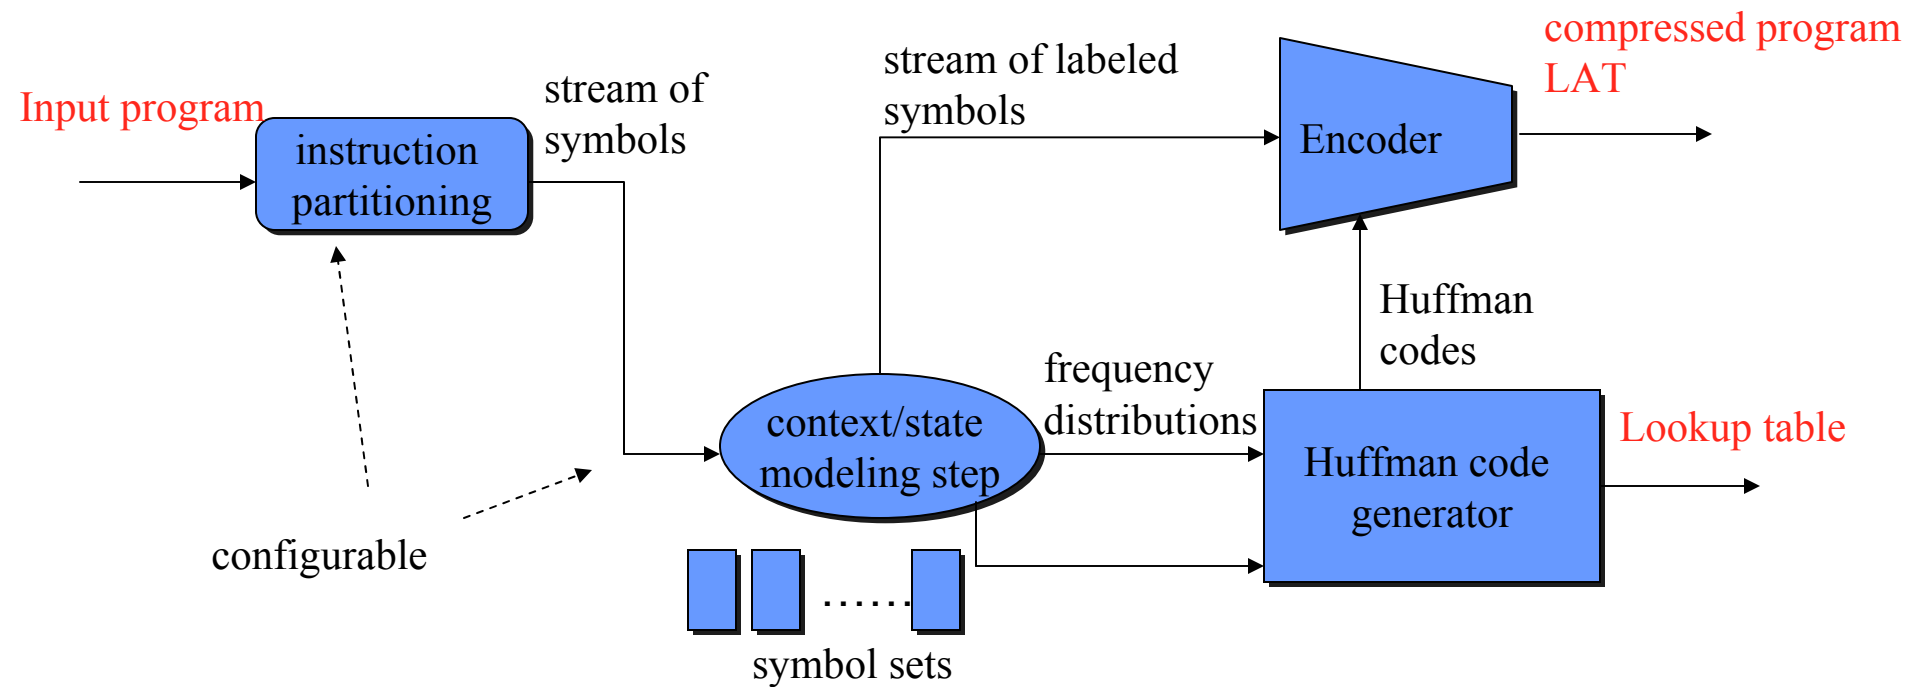 Input program
instruction
partitioning
stream of
symbols
stream of labeled
symbols
Encoder
compressed program
LAT
Huffman
codes
frequency
distributions
context/state
modeling step
Huffman code
generator
Lookup table
configurable
......
symbol sets